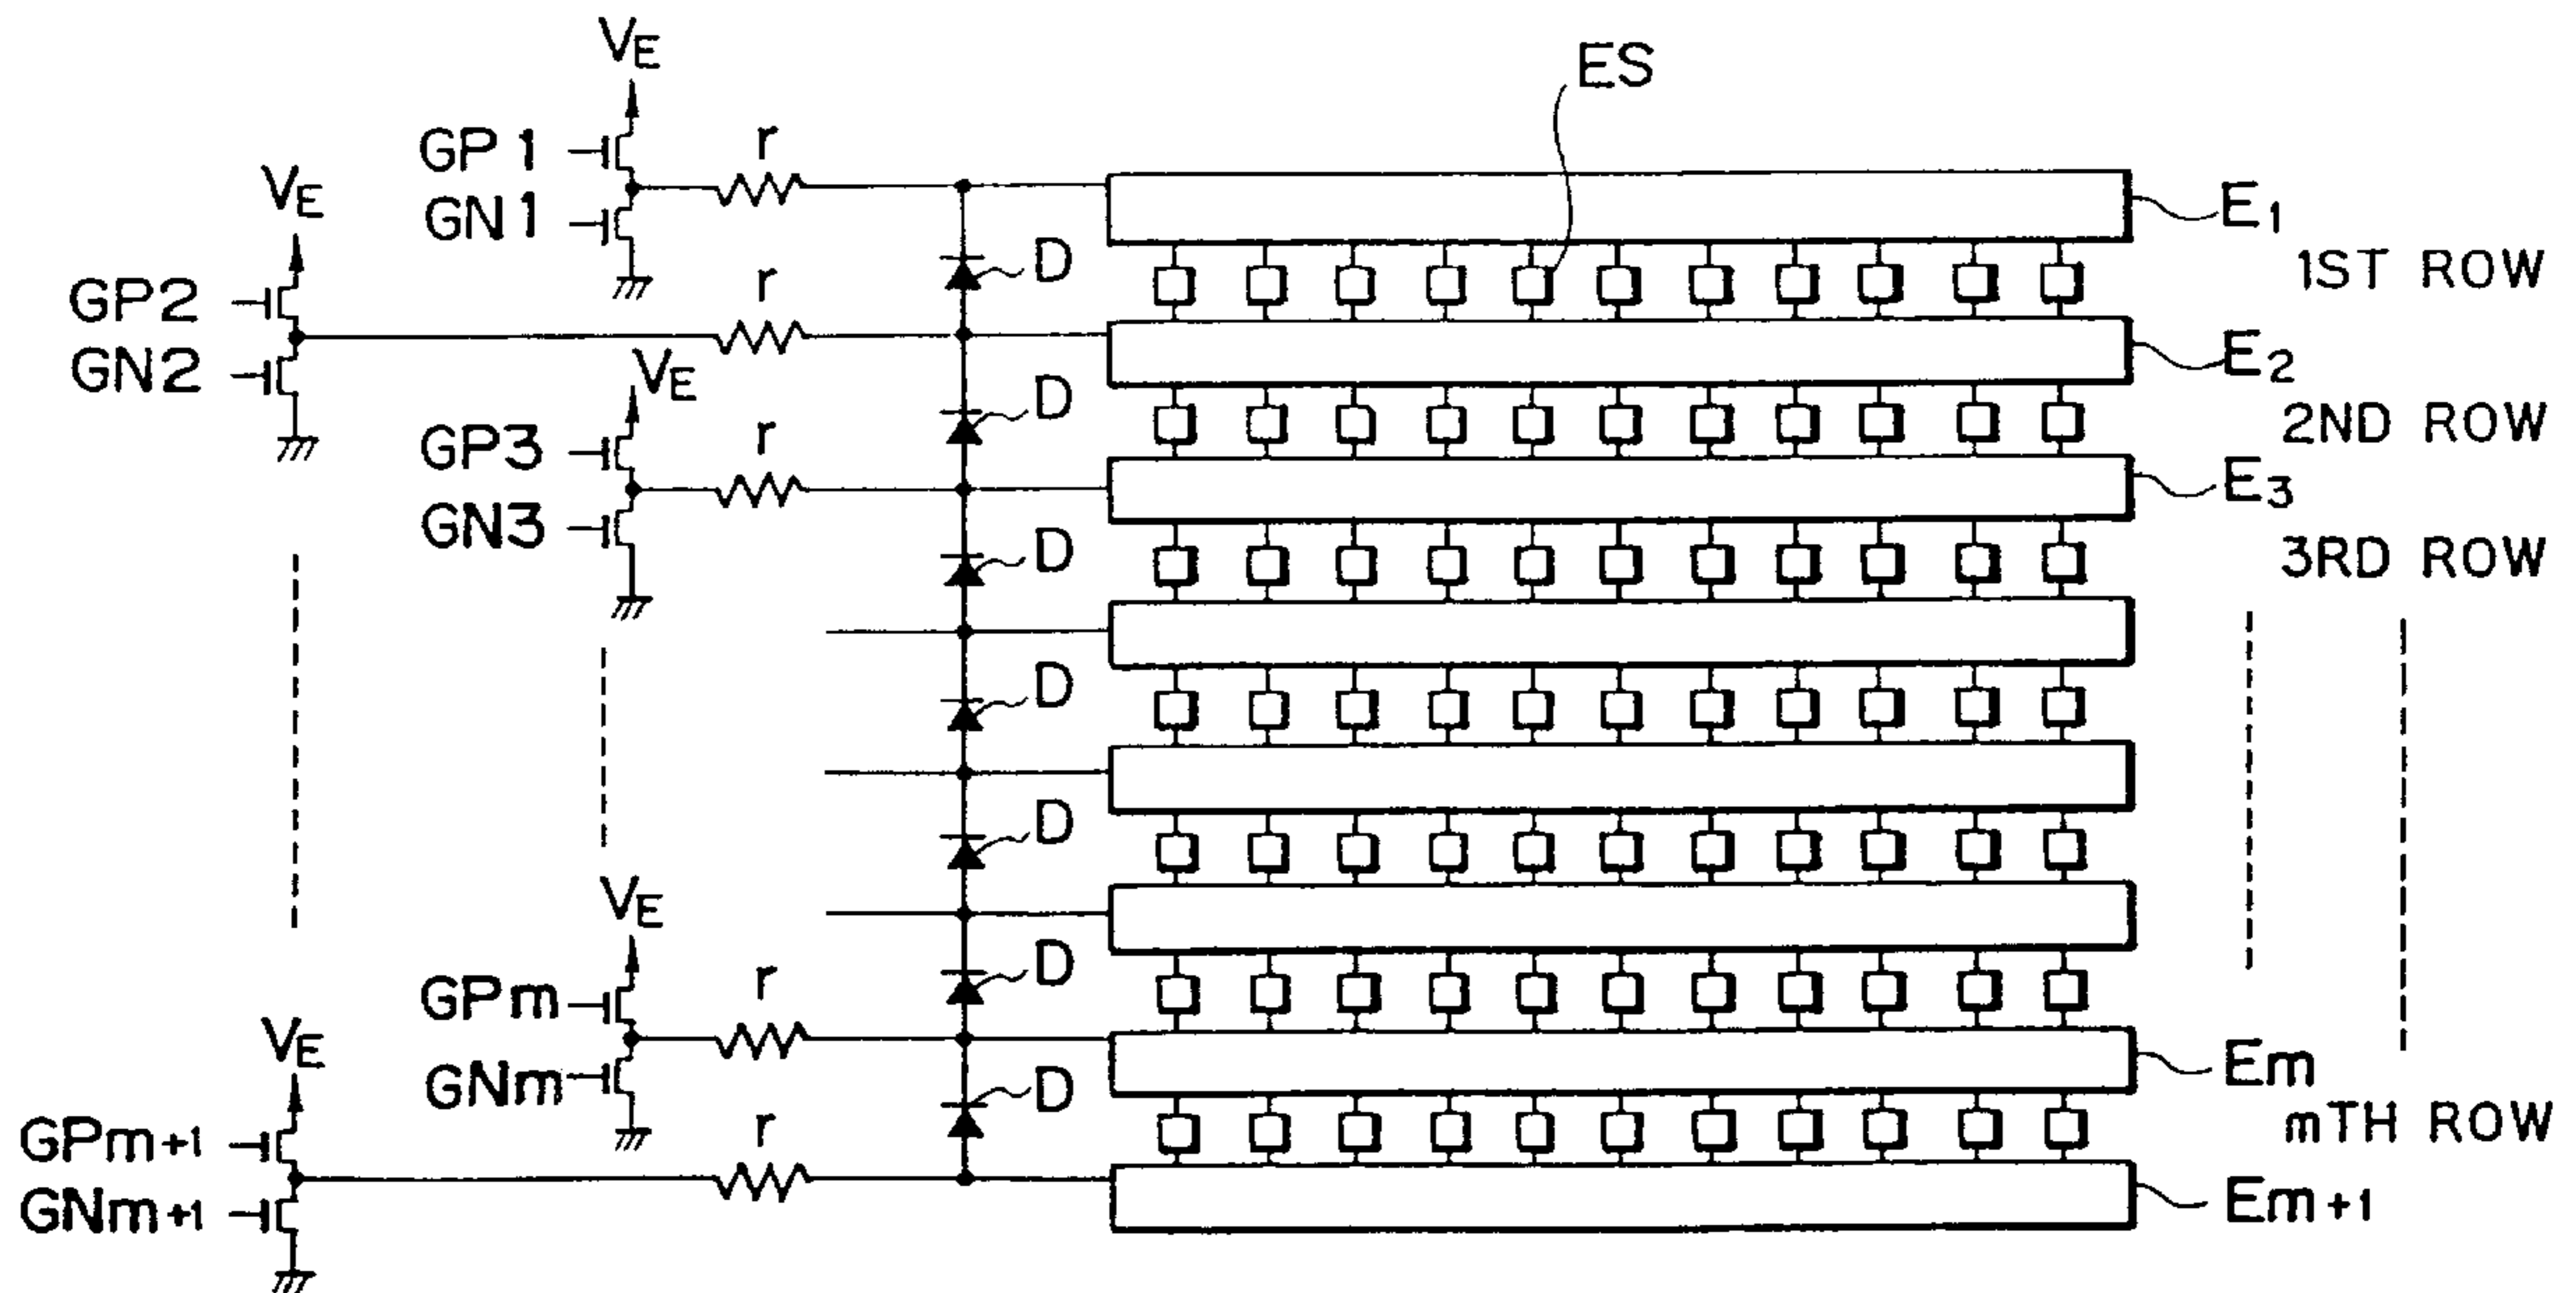 VE
ES
GP1
r
GN1
E1
VE
D
1ST ROW
GP2
r
GN2
E2
VE
D
2ND ROW
GP3
r
GN3
E3
D
3RD ROW
D
D
VE
D
GPm
r
GNm
Em
VE
D
mTH ROW
GPm+1
r
GNm+1
Em+1